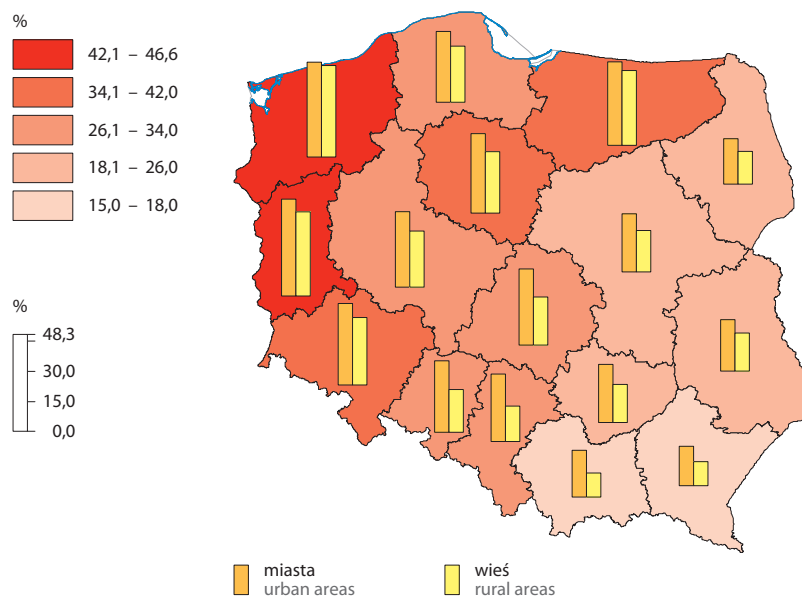 %
42,1 – 46,6
34,1 – 42,0
26,1 – 34,0
18,1 – 26,0
15,0 – 18,0
%
48,3
30,0
15,0
0,0
miasta
urban areas
wieś
rural areas